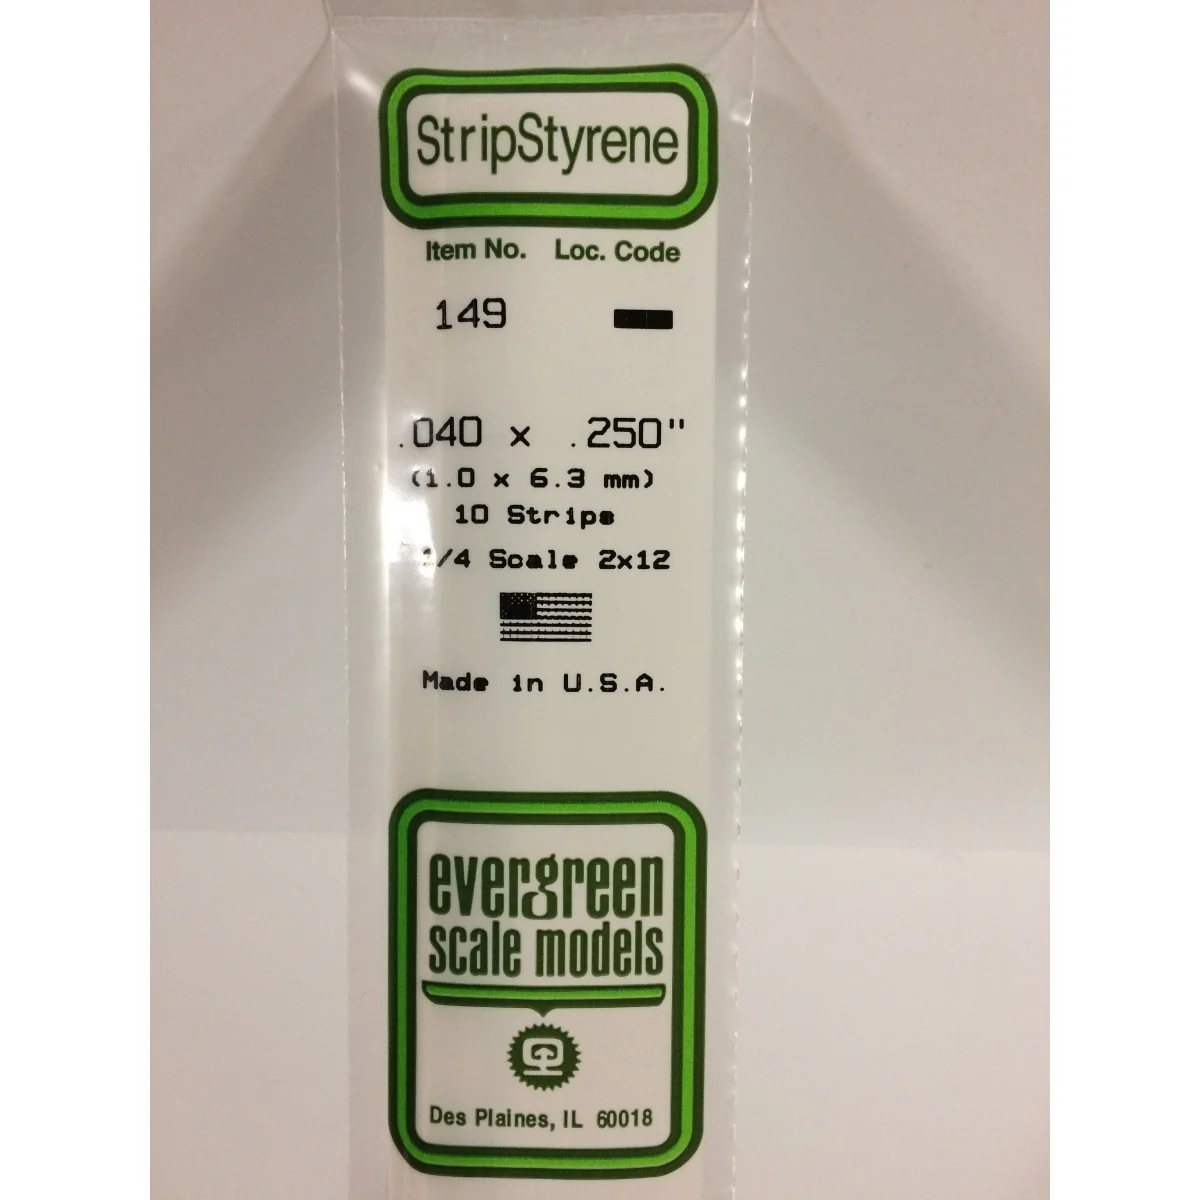 StripStyrene
Item No. Loc. Code
149
.040 x .250"
(1.0 x 6.3 mm)
10 Strips
1/4 Scale 2x12
Made in U.S.A.
evergreen
scale models
Des Plaines, IL 60018